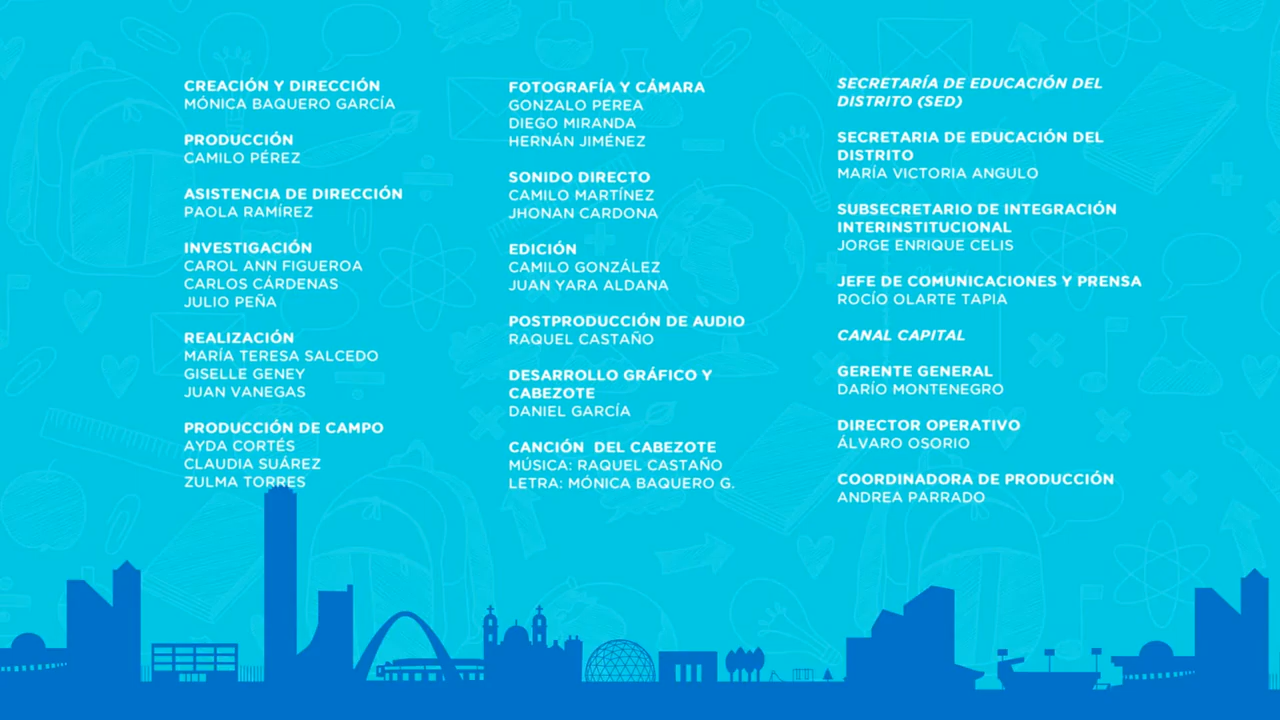 CREACIÓN Y DIRECCIÓN
MÓNICA BAQUERO GARCÍA
PRODUCCIÓN
CAMILO PÉREZ
ASISTENCIA DE DIRECCIÓN
PAOLA RAMÍREZ
INVESTIGACIÓN
CAROL ANN FIGUEROA
CARLOS CÁRDENAS
JULIO PEÑA
REALIZACIÓN
MARÍA TERESA SALCEDO
GISELLE GENEY
JUAN VANEGAS
PRODUCCIÓN DE CAMPO
AYDA CORTÉS
CLAUDIA SUÁREZ
ZULMA TORRES
FOTOGRAFÍA Y CÁMARA
GONZALO PEREA
DIEGO MIRANDA
HERNÁN JIMÉNEZ
SONIDO DIRECTO
CAMILO MARTÍNEZ
JHONAN CARDONA
EDICIÓN
CAMILO GONZÁLEZ
JUAN YARA ALDANA
POSTPRODUCCIÓN DE AUDIO
RAQUEL CASTAÑO
DESARROLLO GRÁFICO Y
CABEZOTE
DANIEL GARCÍA
CANCIÓN DEL CABEZOTE
MÚSICA: RAQUEL CASTAÑO
LETRA: MÓNICA BAQUERO G.
SECRETARÍA DE EDUCACIÓN DEL
DISTRITO (SED)
SECRETARIA DE EDUCACIÓN DEL
DISTRITO
MARÍA VICTORIA ANGULO
SUBSECRETARIO DE INTEGRACIÓN
INTERINSTITUCIONAL
JORGE ENRIQUE CELIS
JEFE DE COMUNICACIONES Y PRENSA
ROCÍO OLARTE TAPIA
CANAL CAPITAL
GERENTE GENERAL
DARÍO MONTENEGRO
DIRECTOR OPERATIVO
ÁLVARO OSORIO
COORDINADORA DE PRODUCCIÓN
ANDREA PARRADO